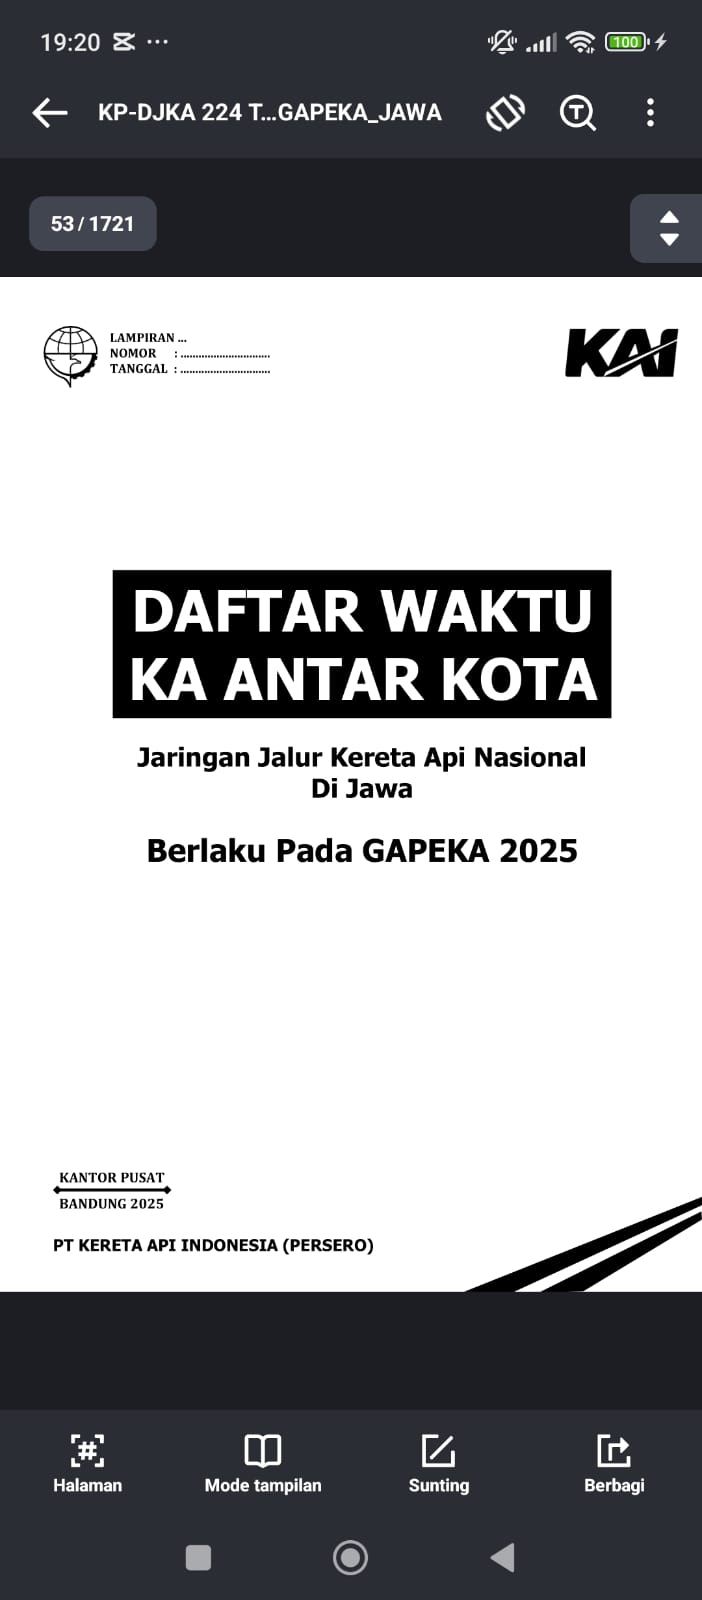 19:20
100
KP-DJKA 224 T...GAPEKA_JAWA
53 / 1721
LAMPIRAN ...
NOMOR : ..............................
TANGGAL : ..............................
KAI
DAFTAR WAKTU
KA ANTAR KOTA
Jaringan Jalur Kereta Api Nasional
Di Jawa
Berlaku Pada GAPEKA 2025
KANTOR PUSAT
BANDUNG 2025
PT KERETA API INDONESIA (PERSERO)
Halaman
Mode tampilan
Sunting
Berbagi